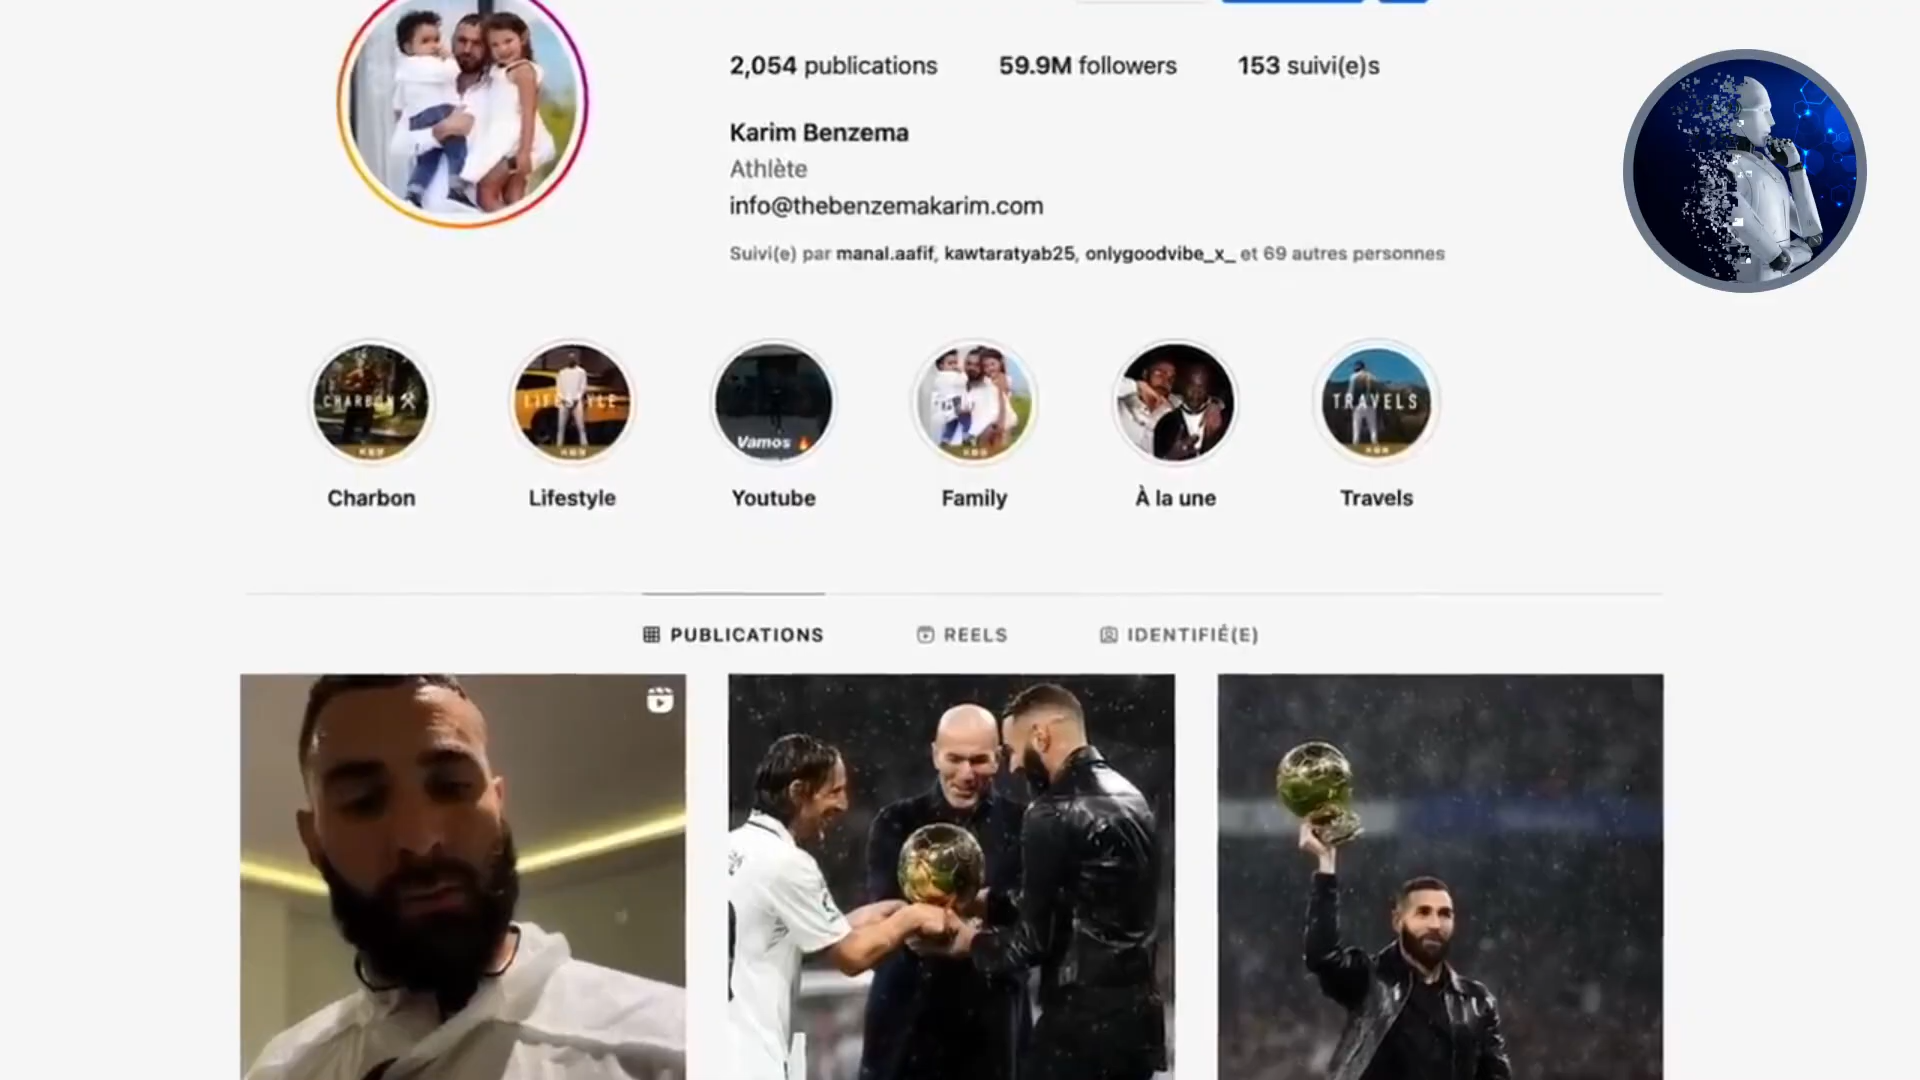 2,054 publications 59.9M followers 153 suivi(e)s
Karim Benzema
Athlète
info@thebenzemakarim.com
Suivi(e) par manal.aafif, kawtaratyab25, onlygoodvibe_x_ et 69 autres personnes
CHARBON LIFESTYLE Vamos TRAVELS
Charbon Lifestyle Youtube Family À la une Travels
PUBLICATIONS REELS IDENTIFIÉ(E)